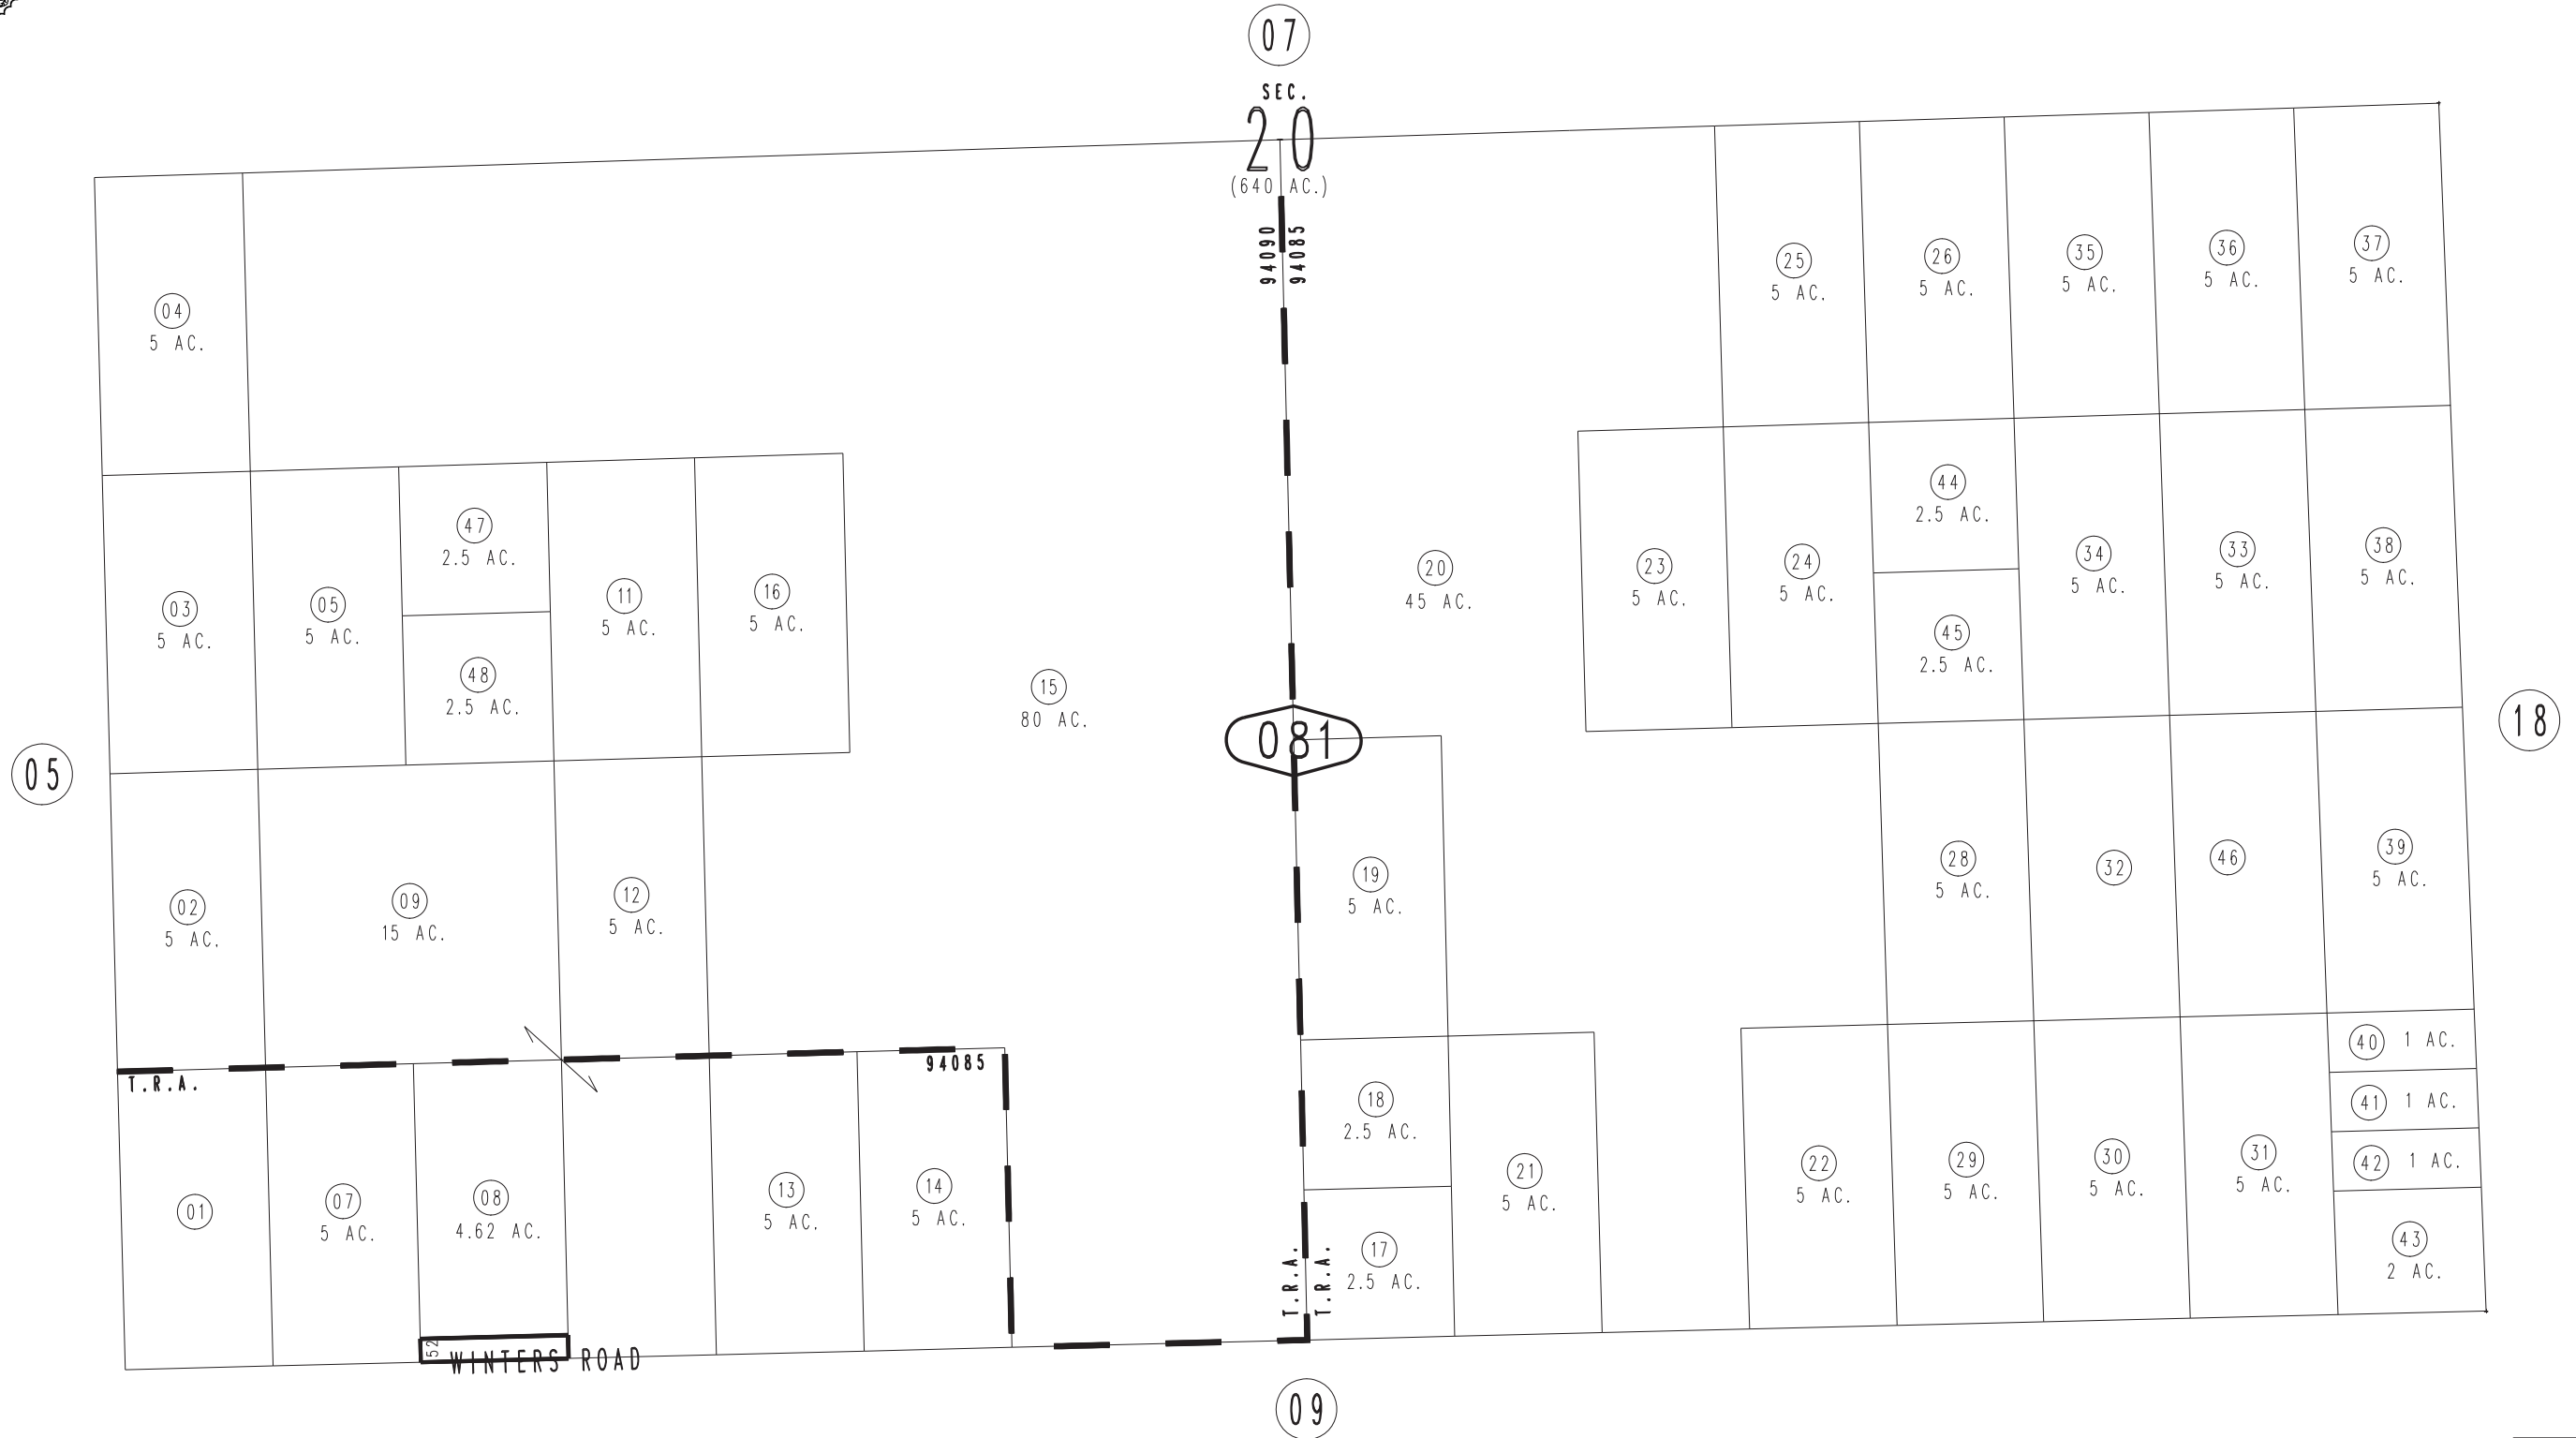 07
SEC.
20
(640 AC.)
94090
94085
04
5 AC.
25
5 AC.
26
5 AC.
35
5 AC.
36
5 AC.
37
5 AC.
03
5 AC.
05
5 AC.
47
2.5 AC.
48
2.5 AC.
11
5 AC.
16
5 AC.
15
80 AC.
20
45 AC.
23
5 AC.
24
5 AC.
44
2.5 AC.
45
2.5 AC.
34
5 AC.
33
5 AC.
38
5 AC.
05
081
18
02
5 AC.
09
15 AC.
12
5 AC.
19
5 AC.
28
5 AC.
32
46
39
5 AC.
T.R.A.
94085
01
07
5 AC.
08
4.62 AC.
13
5 AC.
14
5 AC.
18
2.5 AC.
17
2.5 AC.
21
5 AC.
22
5 AC.
29
5 AC.
30
5 AC.
31
5 AC.
40 1 AC.
41 1 AC.
42 1 AC.
43
2 AC.
T.R.A.
T.R.A.
52
WINTERS ROAD
09